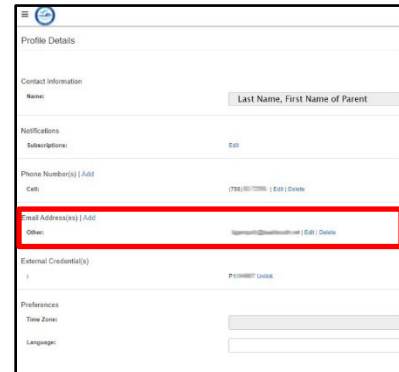 Profile Details
Contact Information
Name: Last Name, First Name of Parent
Notifications
Subscriptions: Edit
Phone Number(s) | Add
Cell: (786) | Edit | Delete
Email Address(es) | Add
Other: | Edit | Delete
External Credential(s)
: Unlink
Preferences
Time Zone:
Language: